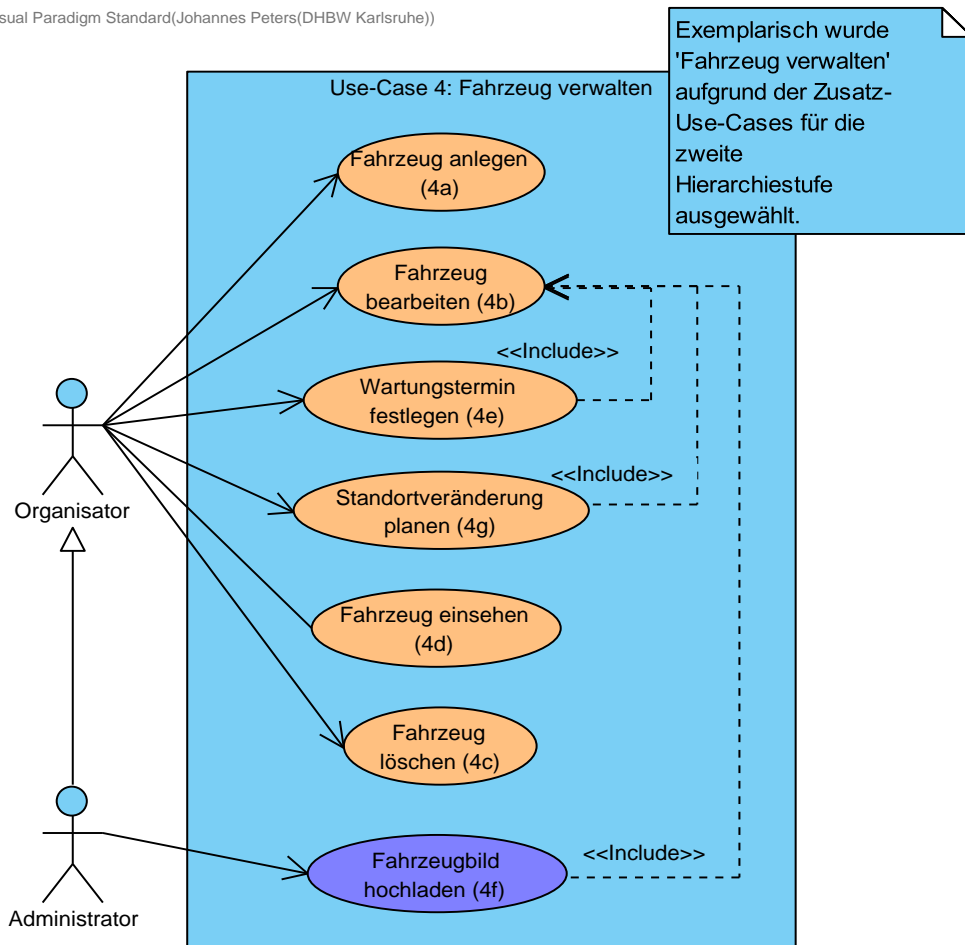 sual Paradigm Standard(Johannes Peters(DHBW Karlsruhe))
Exemplarisch wurde
'Fahrzeug verwalten'
aufgrund der Zusatz-
Use-Cases für die
zweite
Hierarchiestufe
ausgewählt.
Use-Case 4: Fahrzeug verwalten
Fahrzeug anlegen
(4a)
Fahrzeug
bearbeiten (4b)
<<Include>>
Wartungstermin
festlegen (4e)
<<Include>>
Standortveränderung
planen (4g)
Organisator
Fahrzeug einsehen
(4d)
Fahrzeug
löschen (4c)
<<Include>>
Fahrzeugbild
hochladen (4f)
Administrator